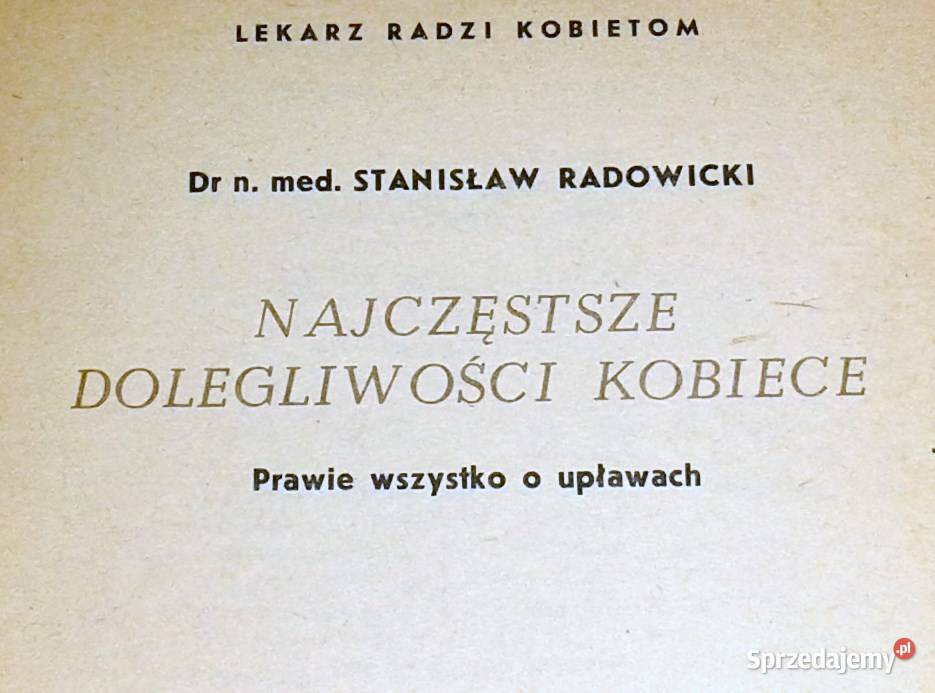 LEKARZ RADZI KOBIETOM
Dr n. med. STANISŁAW RADOWICKI
NAJCZĘSTSZE
DOLEGLIWOŚCI KOBIECE
Prawie wszystko o upławach
Sprzedajemy.pl